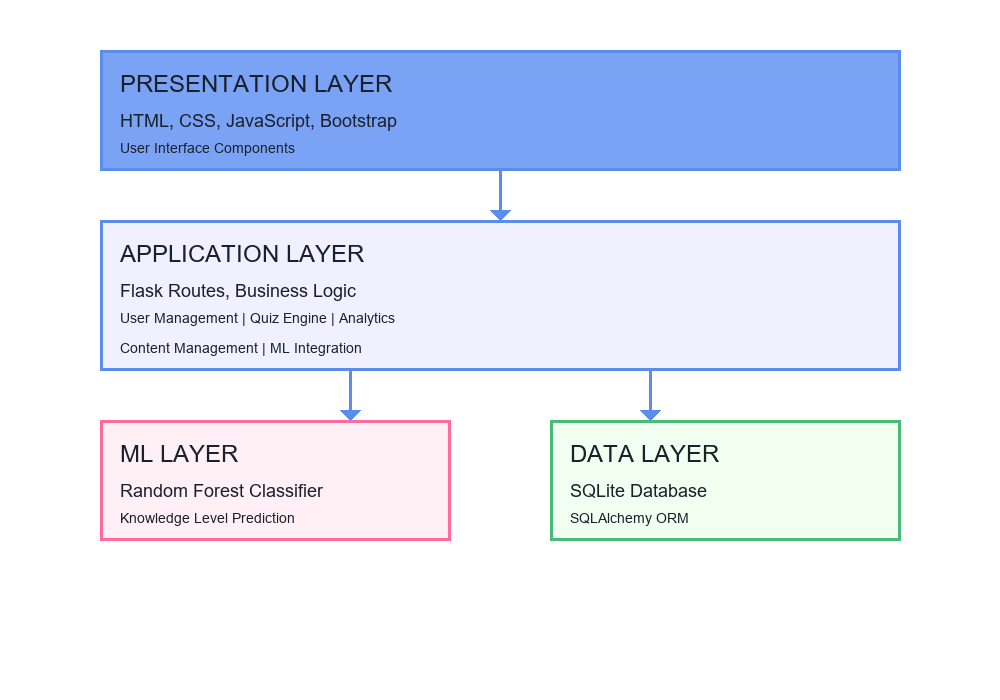 PRESENTATION LAYER
HTML, CSS, JavaScript, Bootstrap
User Interface Components
APPLICATION LAYER
Flask Routes, Business Logic
User Management | Quiz Engine | Analytics
Content Management | ML Integration
ML LAYER
Random Forest Classifier
Knowledge Level Prediction
DATA LAYER
SQLite Database
SQLAlchemy ORM